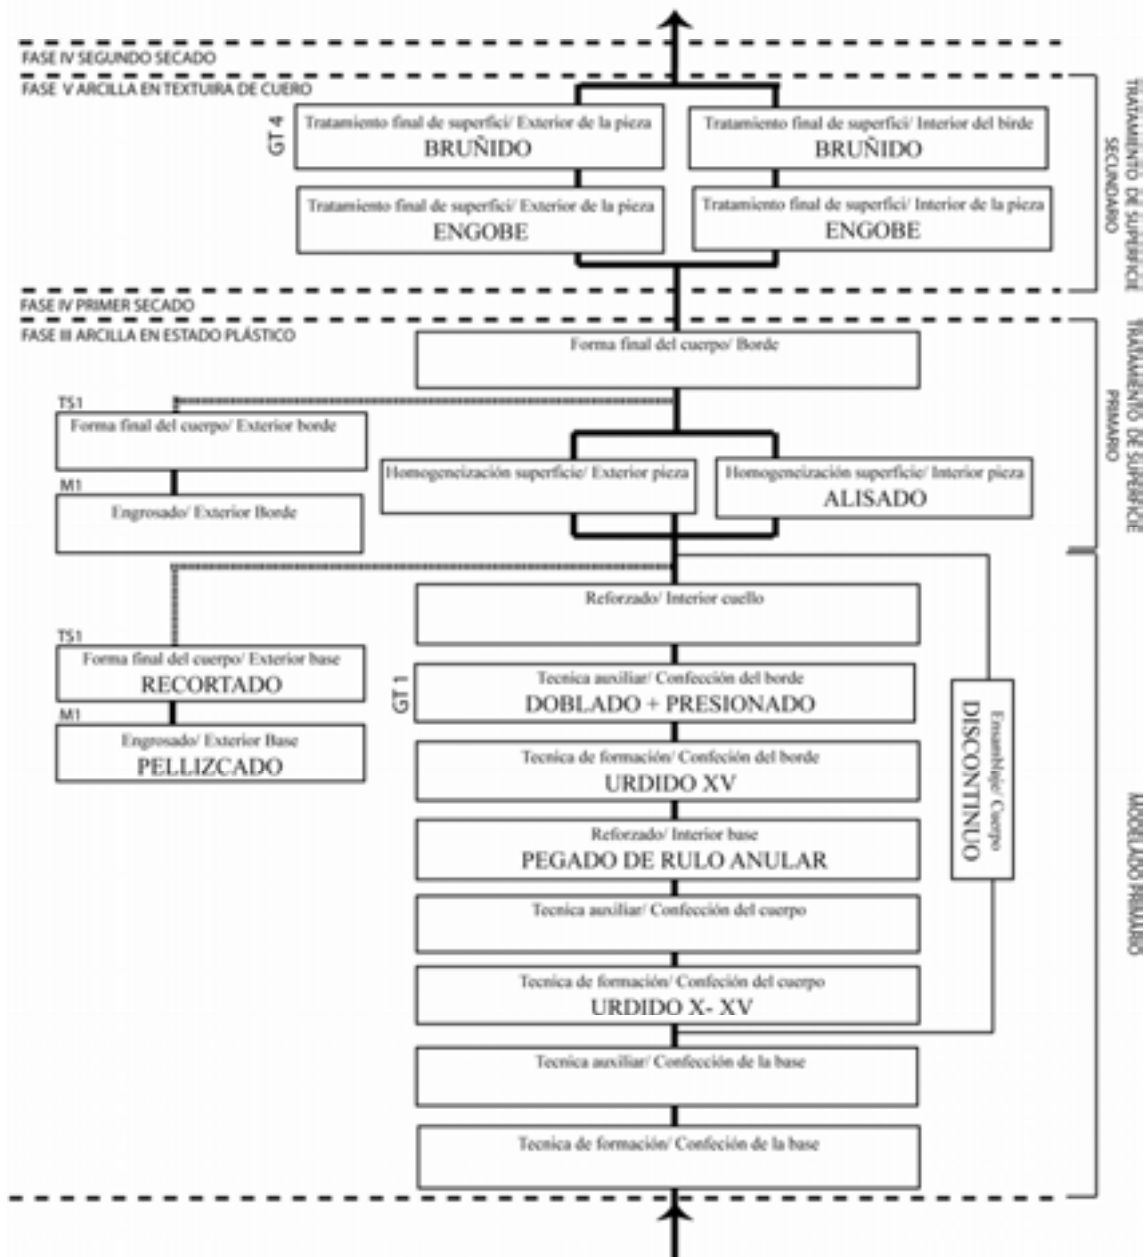 FASE IV SEGUNDO SECADO
FASE V ARCILLA EN TEXTUIRA DE CUERO
GT 4
Tratamiento final de superfici/ Exterior de la pieza
BRUÑIDO
Tratamiento final de superfici/ Interior del birde
BRUÑIDO
Tratamiento final de superfici/ Exterior de la pieza
ENGOBE
Tratamiento final de superfici/ Interior de la pieza
ENGOBE
TRATAMIENTO DE SUPERFICIE
SECUNDARIO
FASE IV PRIMER SECADO
FASE III ARCILLA EN ESTADO PLÁSTICO
Forma final del cuerpo/ Borde
TS1
Forma final del cuerpo/ Exterior borde
M1
Engrosado/ Exterior Borde
Homogeneización superficie/ Exterior pieza
Homogeneización superficie/ Interior pieza
ALISADO
TRATAMIENTO DE SUPERFICIE
PRIMARIO
Reforzado/ Interior cuello
TS1
Forma final del cuerpo/ Exterior base
RECORTADO
M1
Engrosado/ Exterior Base
PELLIZCADO
GT 1
Tecnica auxiliar/ Confección del borde
DOBLADO + PRESIONADO
Tecnica de formación/ Confeción del borde
URDIDO XV
Reforzado/ Interior base
PEGADO DE RULO ANULAR
Tecnica auxiliar/ Confección del cuerpo
Tecnica de formación/ Confeción del cuerpo
URDIDO X- XV
Ensamblaje/ Cuerpo
DISCONTINUO
Tecnica auxiliar/ Confección de la base
Tecnica de formación/ Confeción de la base
MODELADO PRIMARIO